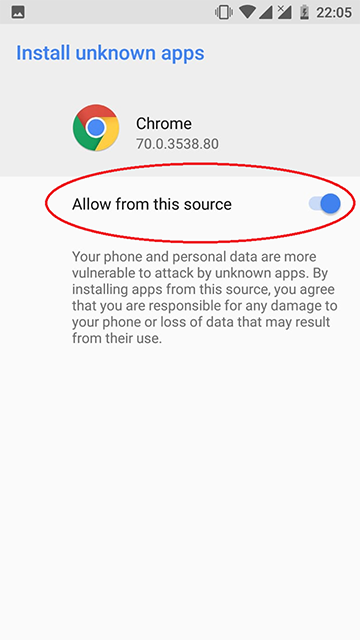 22:05
Install unknown apps
Chrome
70.0.3538.80
Allow from this source
Your phone and personal data are more
vulnerable to attack by unknown apps. By
installing apps from this source, you agree
that you are responsible for any damage to
your phone or loss of data that may result
from their use.